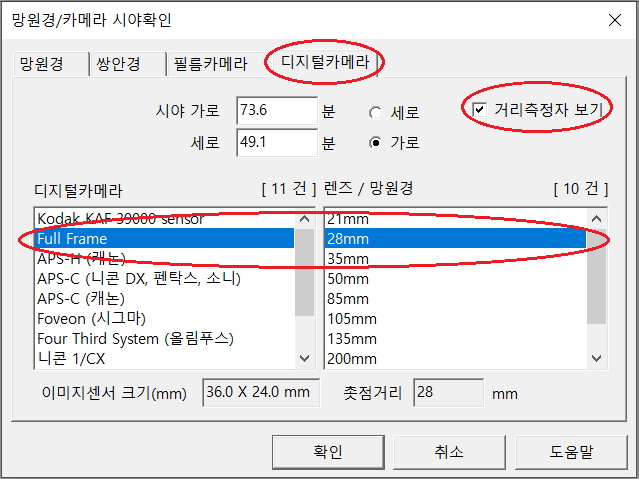 망원경/카메라 시야확인
망원경 쌍안경 필름카메라 디지털카메라
시야 가로 73.6 분 세로 거리측정자 보기
세로 49.1 분 가로
디지털카메라 [ 11 건 ] 렌즈 / 망원경 [ 10 건 ]
Kodak KAF 39000 sensor 21mm
Full Frame 28mm
APS-H (캐논) 35mm
APS-C (니콘 DX, 펜탁스, 소니) 50mm
APS-C (캐논) 85mm
Foveon (시그마) 105mm
Four Third System (올림푸스) 135mm
니콘 1/CX 200mm
이미지센서 크기(mm) 36.0 X 24.0 mm 촛점거리 28 mm
확인 취소 도움말